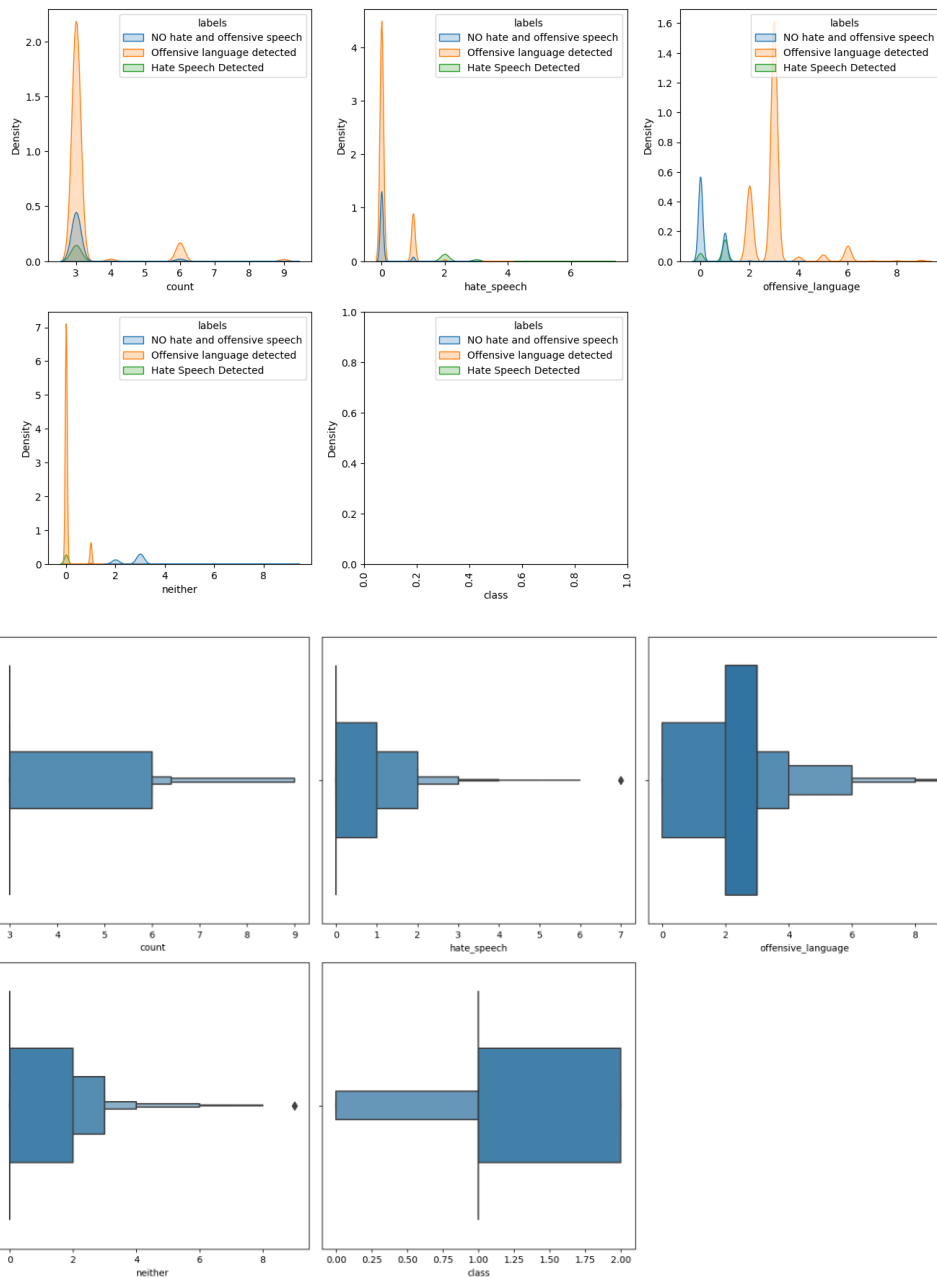 labels
NO hate and offensive speech
Offensive language detected
Hate Speech Detected
Density
2.0
1.5
1.0
0.5
0.0
3 4 5 6 7 8 9
count
labels
NO hate and offensive speech
Offensive language detected
Hate Speech Detected
Density
4
3
2
1
0
0 2 4 6
hate_speech
labels
NO hate and offensive speech
Offensive language detected
Hate Speech Detected
Density
1.6
1.4
1.2
1.0
0.8
0.6
0.4
0.2
0.0
0 2 4 6 8
offensive_language
labels
NO hate and offensive speech
Offensive language detected
Hate Speech Detected
Density
7
6
5
4
3
2
1
0
0 2 4 6 8
neither
labels
NO hate and offensive speech
Offensive language detected
Hate Speech Detected
Density
1.0
0.8
0.6
0.4
0.2
0.0
0.0 0.2 0.4 0.6 0.8 1.0
class
3 4 5 6 7 8 9
count
0 1 2 3 4 5 6 7
hate_speech
0 2 4 6 8
offensive_language
0 2 4 6 8
neither
0.00 0.25 0.50 0.75 1.00 1.25 1.50 1.75 2.00
class